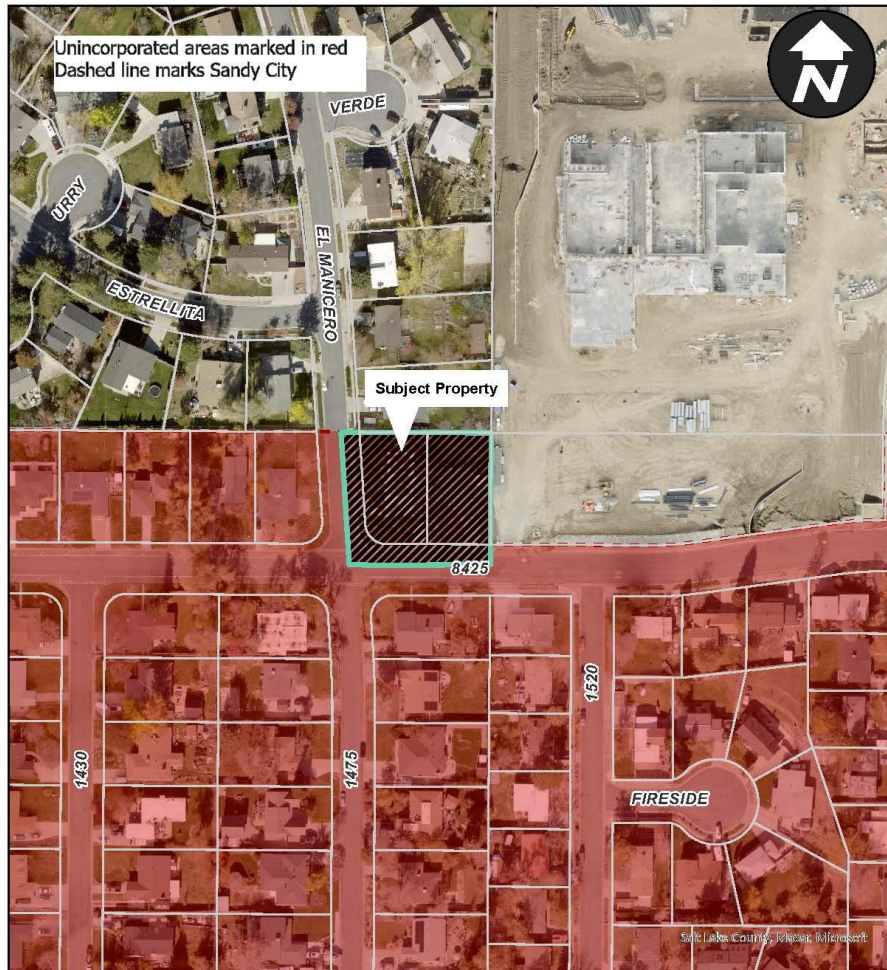 Unincorporated areas marked in red
Dashed line marks Sandy City
N
VERDE
URRY
EL MANICERO
ESTRELLITA
Subject Property
8425
1430
1475
1520
FIRESIDE
Salt Lake County, Maxar, Microsoft